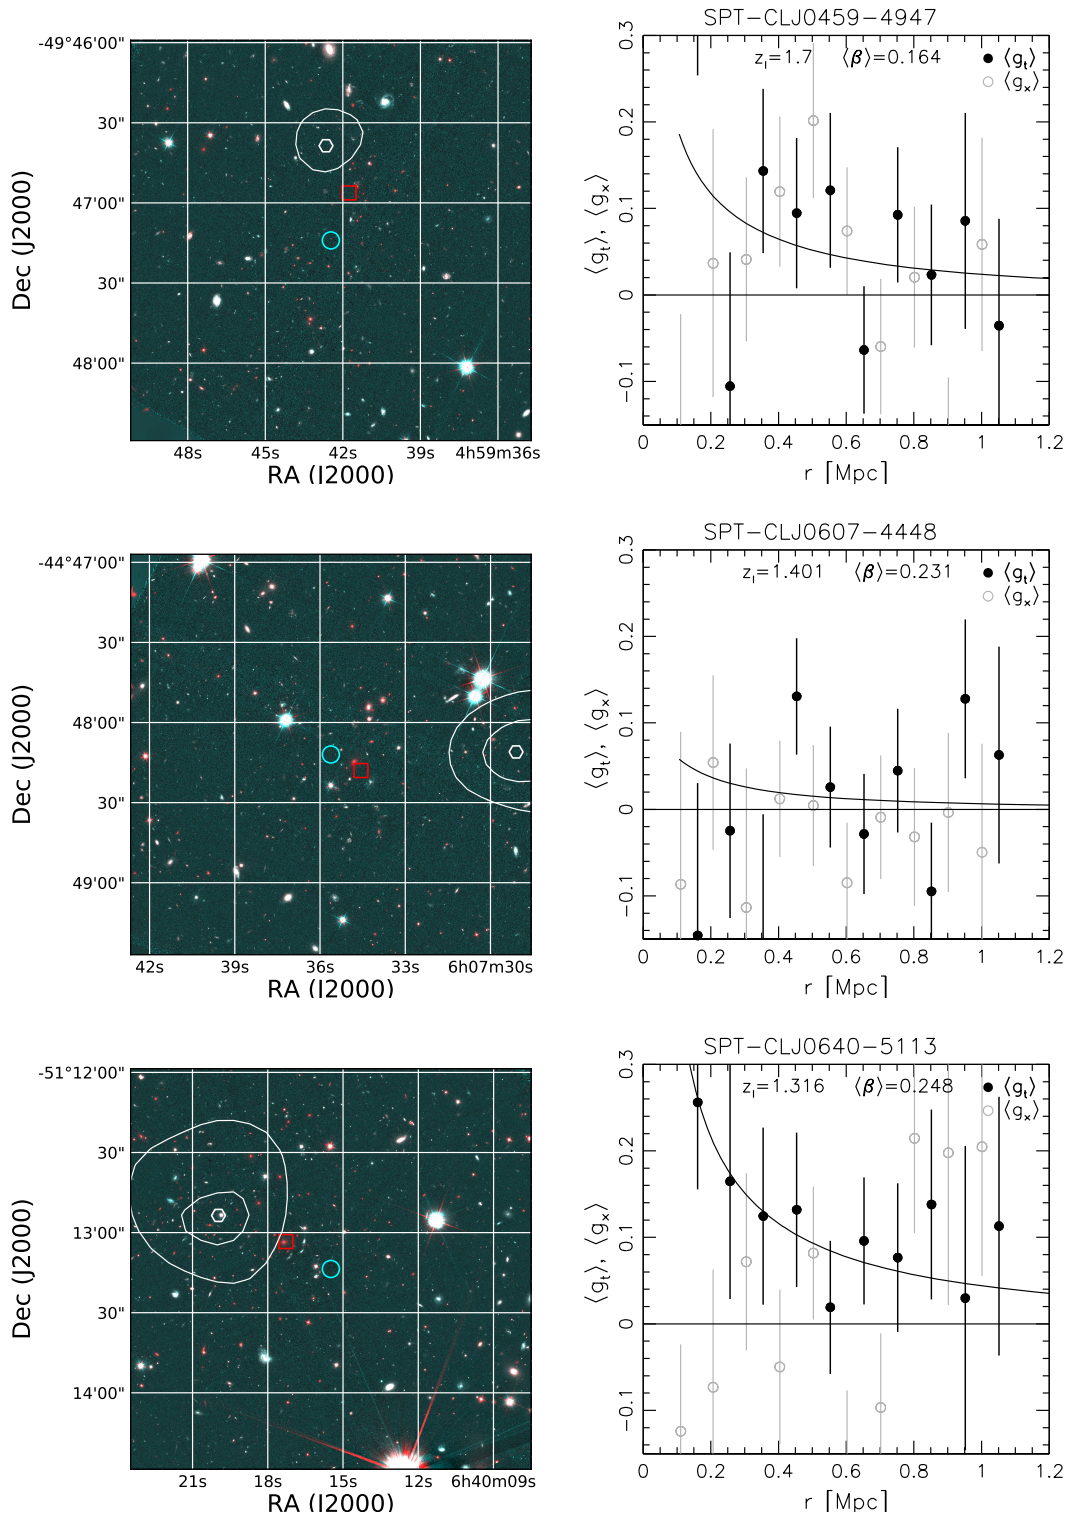 SPT-CLJ0459-4947
-49°46'00"
30"
47'00"
30"
48'00"
Dec (J2000)
48s 45s 42s 39s 4h59m36s
RA (J2000)
z_l=1.7 ⟨β⟩=0.164
⟨g_t⟩
⟨g_x⟩
0.3
0.2
0.1
0
-0.1
⟨g_t⟩, ⟨g_x⟩
0 0.2 0.4 0.6 0.8 1 1.2
r [Mpc]
SPT-CLJ0607-4448
-44°47'00"
30"
48'00"
30"
49'00"
Dec (J2000)
42s 39s 36s 33s 6h07m30s
RA (J2000)
z_l=1.401 ⟨β⟩=0.231
⟨g_t⟩
⟨g_x⟩
0.3
0.2
0.1
0
-0.1
⟨g_t⟩, ⟨g_x⟩
0 0.2 0.4 0.6 0.8 1 1.2
r [Mpc]
SPT-CLJ0640-5113
-51°12'00"
30"
13'00"
30"
14'00"
Dec (J2000)
21s 18s 15s 12s 6h40m09s
RA (J2000)
z_l=1.316 ⟨β⟩=0.248
⟨g_t⟩
⟨g_x⟩
0.3
0.2
0.1
0
-0.1
⟨g_t⟩, ⟨g_x⟩
0 0.2 0.4 0.6 0.8 1 1.2
r [Mpc]